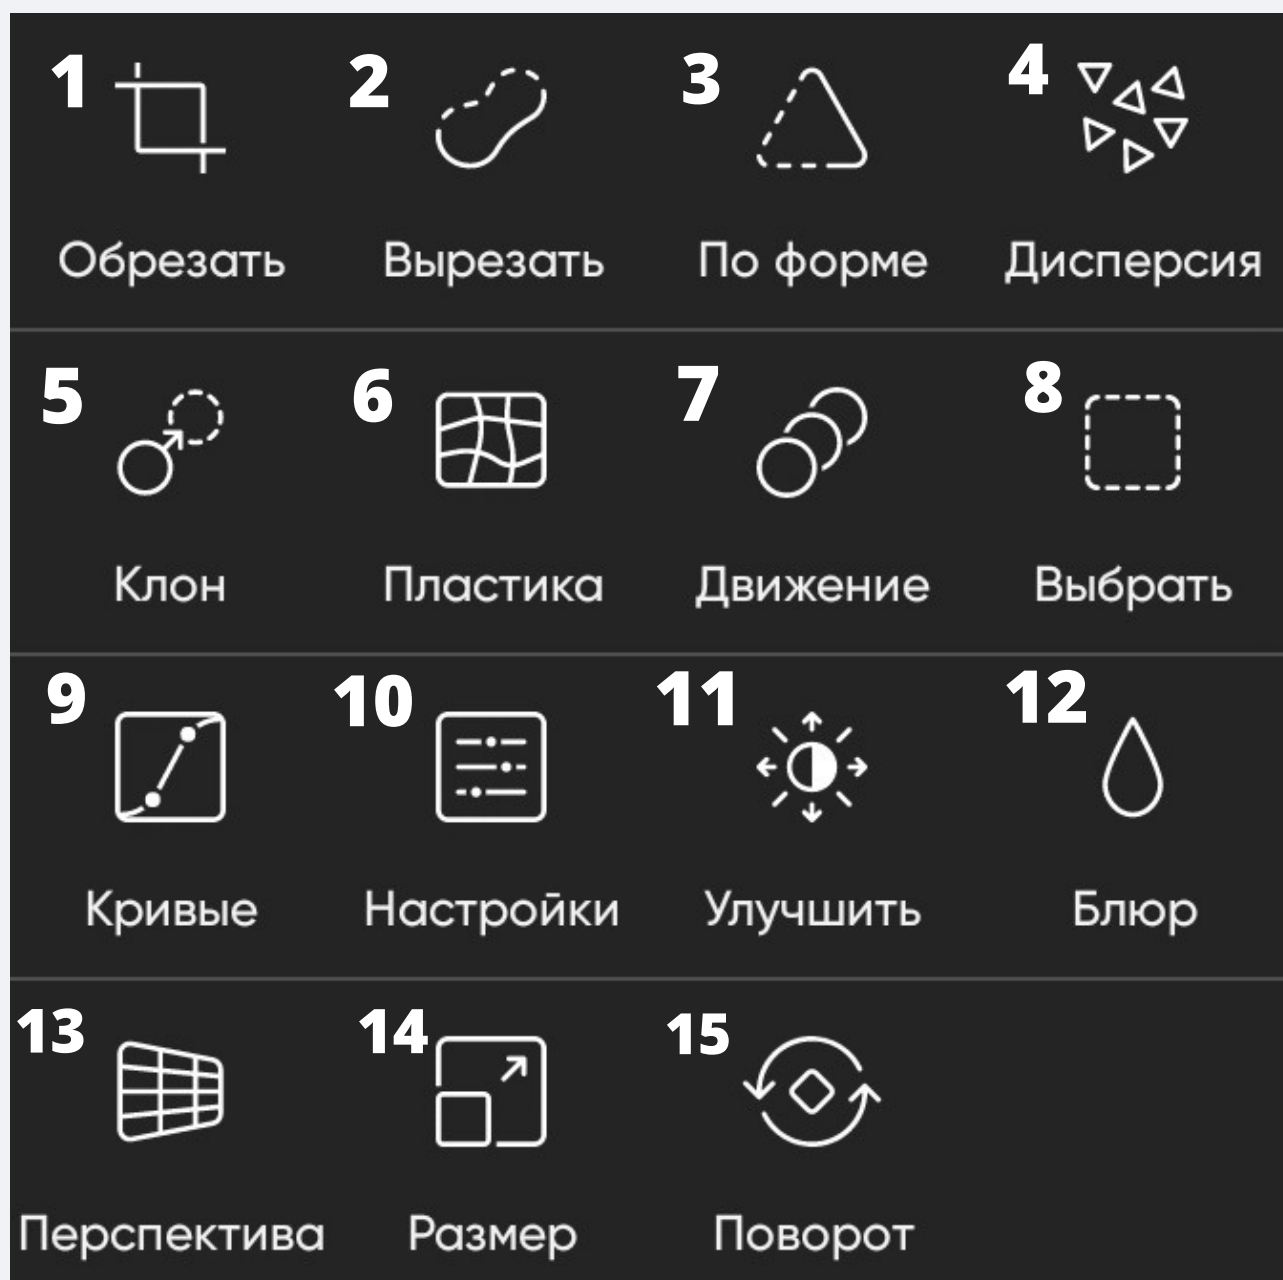 1 2 3 4
Обрезать Вырезать По форме Дисперсия
5 6 7 8
Клон Пластика Движение Выбрать
9 10 11 12
Кривые Настройки Улучшить Блюр
13 14 15
Перспектива Размер Поворот